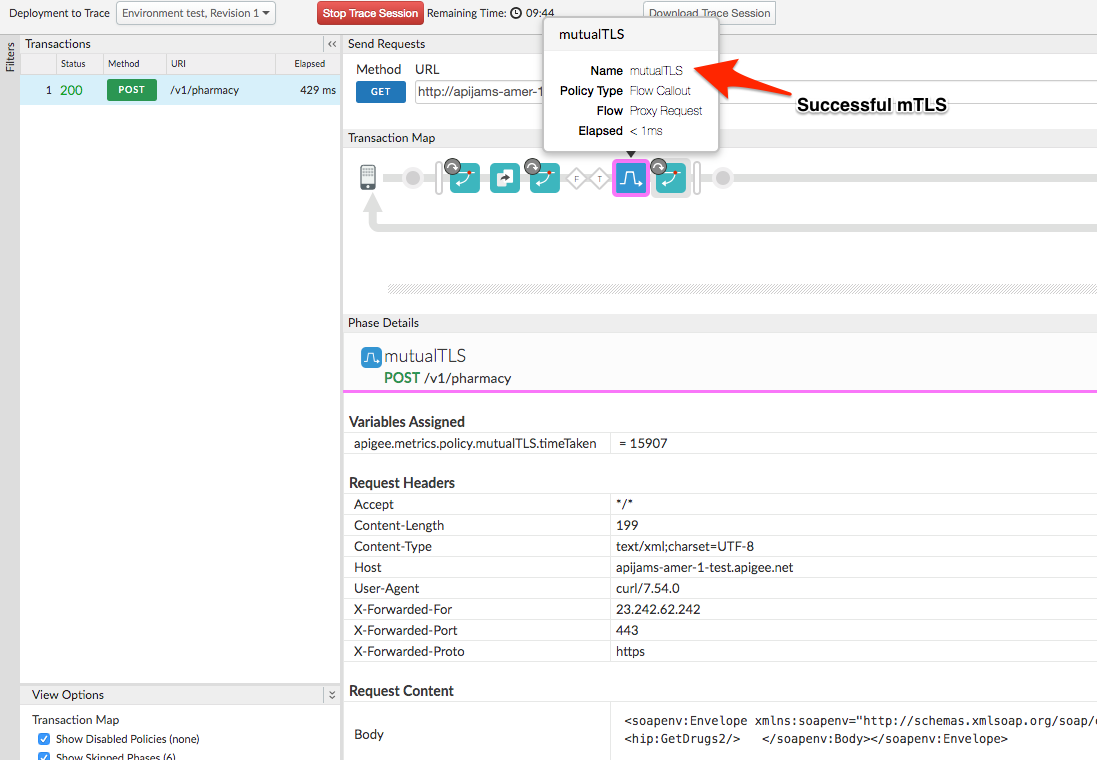 Deployment to Trace Environment test, Revision 1 Stop Trace Session Remaining Time: 09:44 Download Trace Session
Filters
Transactions
Status Method URI Elapsed
1 200 POST /v1/pharmacy 429 ms
Send Requests
Method URL
GET http://apijams-amer-1
mutualTLS
Name mutualTLS
Policy Type Flow Callout
Flow Proxy Request
Elapsed < 1ms
Successful mTLS
Transaction Map
F T
Phase Details
mutualTLS
POST /v1/pharmacy
Variables Assigned
apigee.metrics.policy.mutualTLS.timeTaken = 15907
Request Headers
Accept */*
Content-Length 199
Content-Type text/xml;charset=UTF-8
Host apijams-amer-1-test.apigee.net
User-Agent curl/7.54.0
X-Forwarded-For 23.242.62.242
X-Forwarded-Port 443
X-Forwarded-Proto https
Request Content
Body
<soapenv:Envelope xmlns:soapenv="http://schemas.xmlsoap.org/soap/
<hip:GetDrugs2/> </soapenv:Body></soapenv:Envelope>
View Options
Transaction Map
Show Disabled Policies (none)
Show Skipped Phases (6)